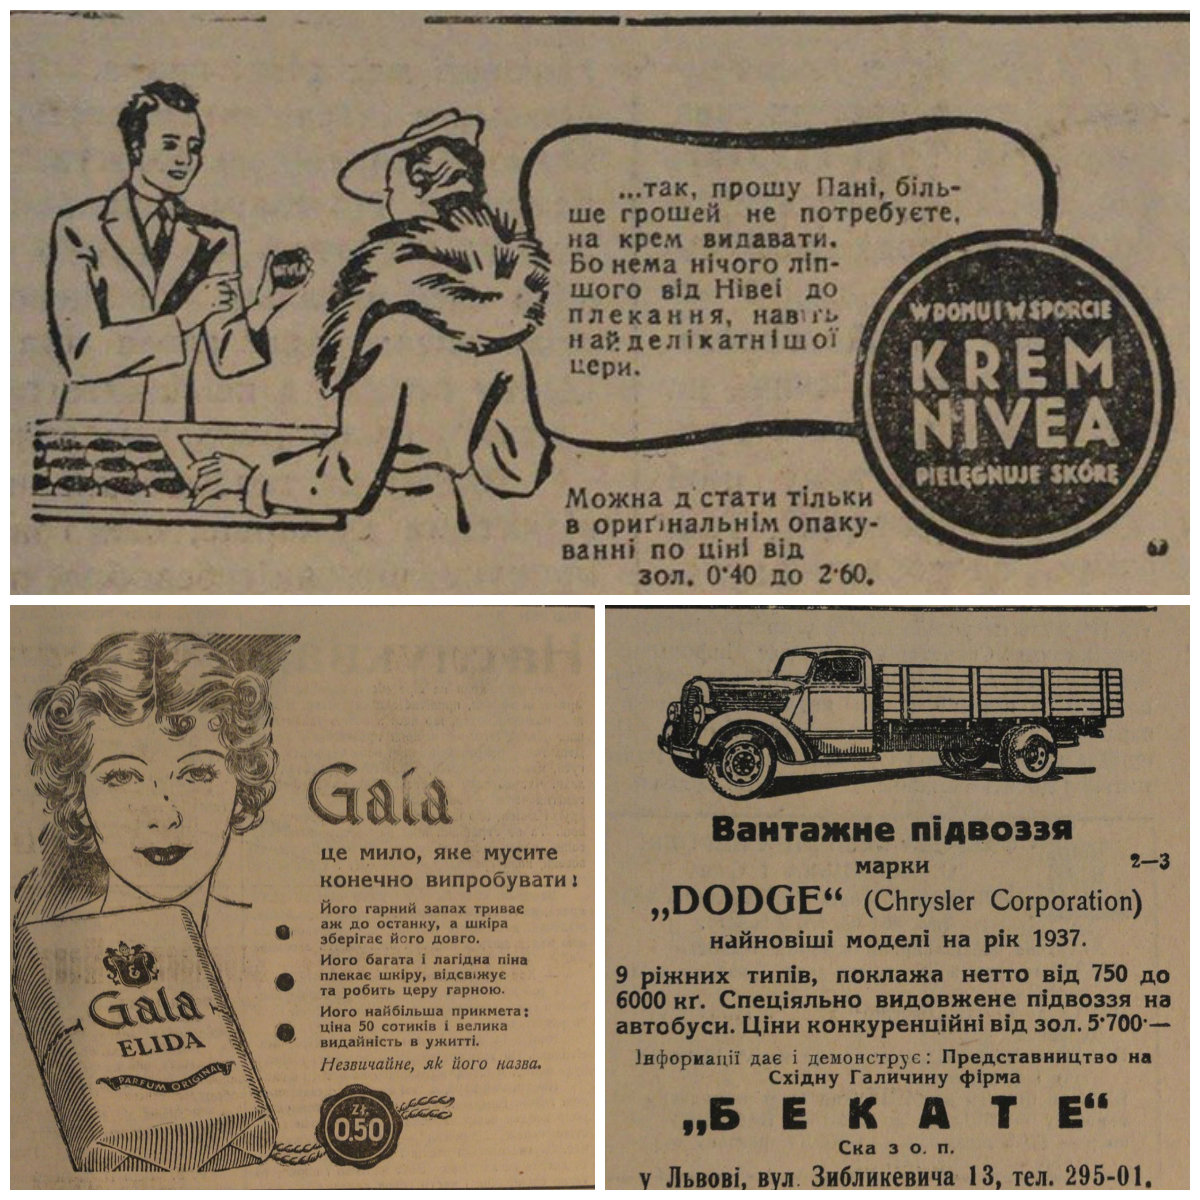 ...так, прошу Пані, біль-
ше грошей не потребуєте,
на крем видавати.
Бо нема нічого ліп-
шого від Нівеі до
плекання, навіть
найделікатнішої
цери.
W DOMU I W SPORCIE
KREM
NIVEA
PIELĘGNUJE SKÓRĘ
NIVEA
Можна д стати тільки
в ориґінальнім опаку-
ванні по ціні від
зол. 0·40 до 2·60.
Gala
це мило, яке мусите
конечно випробувати!
Його гарний запах триває
аж до останку, а шкіра
зберігає його довго.
Його багата і лагідна піна
плекає шкіру, відсвіжує
та робить церу гарною.
Його найбільша прикмета:
ціна 50 сотиків і велика
видайність в ужитті.
Незвичайне, як його назва.
Gala
ELIDA
PARFUM ORIGINAL
Zł.
0.50
Вантажне підвоззя
марки
2—3
„DODGE“ (Chrysler Corporation)
найновіші моделі на рік 1937.
9 ріжних типів, поклажа нетто від 750 до
6000 кґ. Спеціяльно видовжене підвоззя на
автобуси. Ціни конкуренційні від зол. 5·700·—
Інформації дає і демонструє: Представництво на
Східну Галичину фірма
„БЕКАТЕ“
Ска з о. п.
у Львові, вул. Зибликевича 13, тел. 295-01.